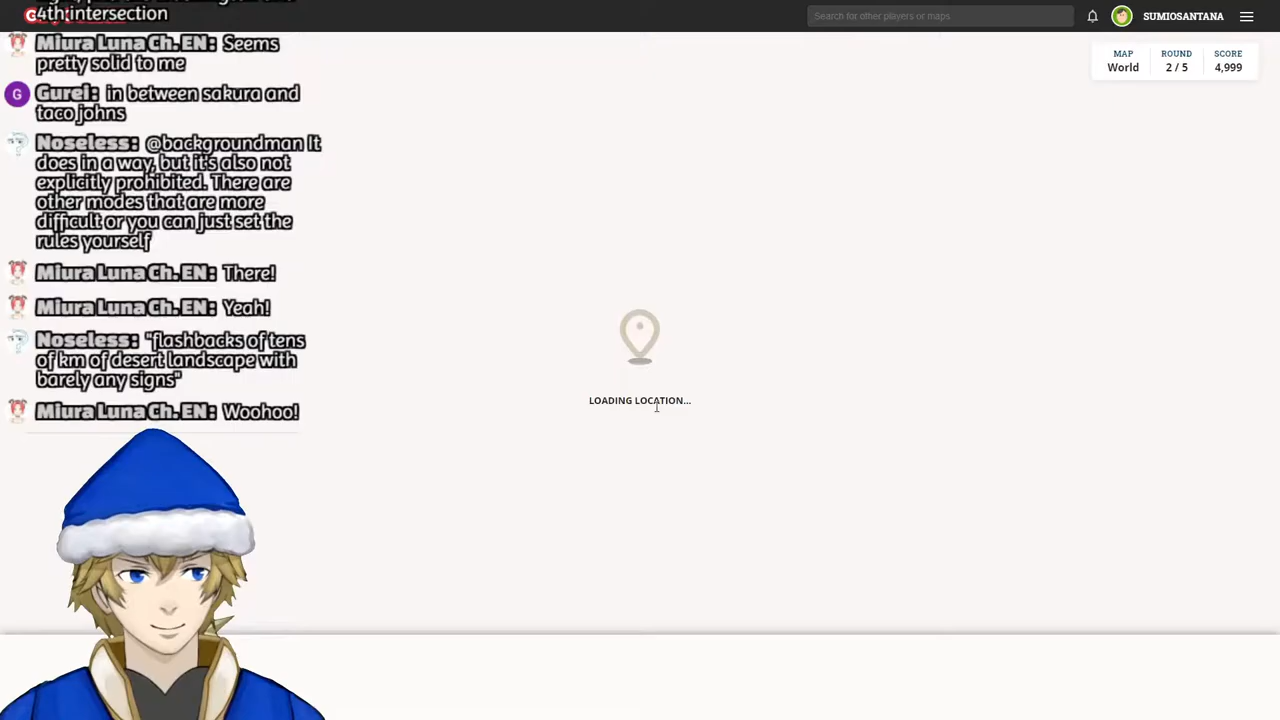 4th intersection
Search for other players or maps
SUMIOSANTANA
MAP ROUND SCORE
World 2 / 5 4,999
Miura Luna Ch. EN: Seems
pretty solid to me
G Gurei: in between sakura and
taco johns
Noseless: @backgroundman It
does in a way, but it's also not
explicitly prohibited. There are
other modes that are more
difficult or you can just set the
rules yourself
Miura Luna Ch. EN: There!
Miura Luna Ch. EN: Yeah!
Noseless: "flashbacks of tens
of km of desert landscape with
barely any signs"
Miura Luna Ch. EN: Woohoo!
LOADING LOCATION...